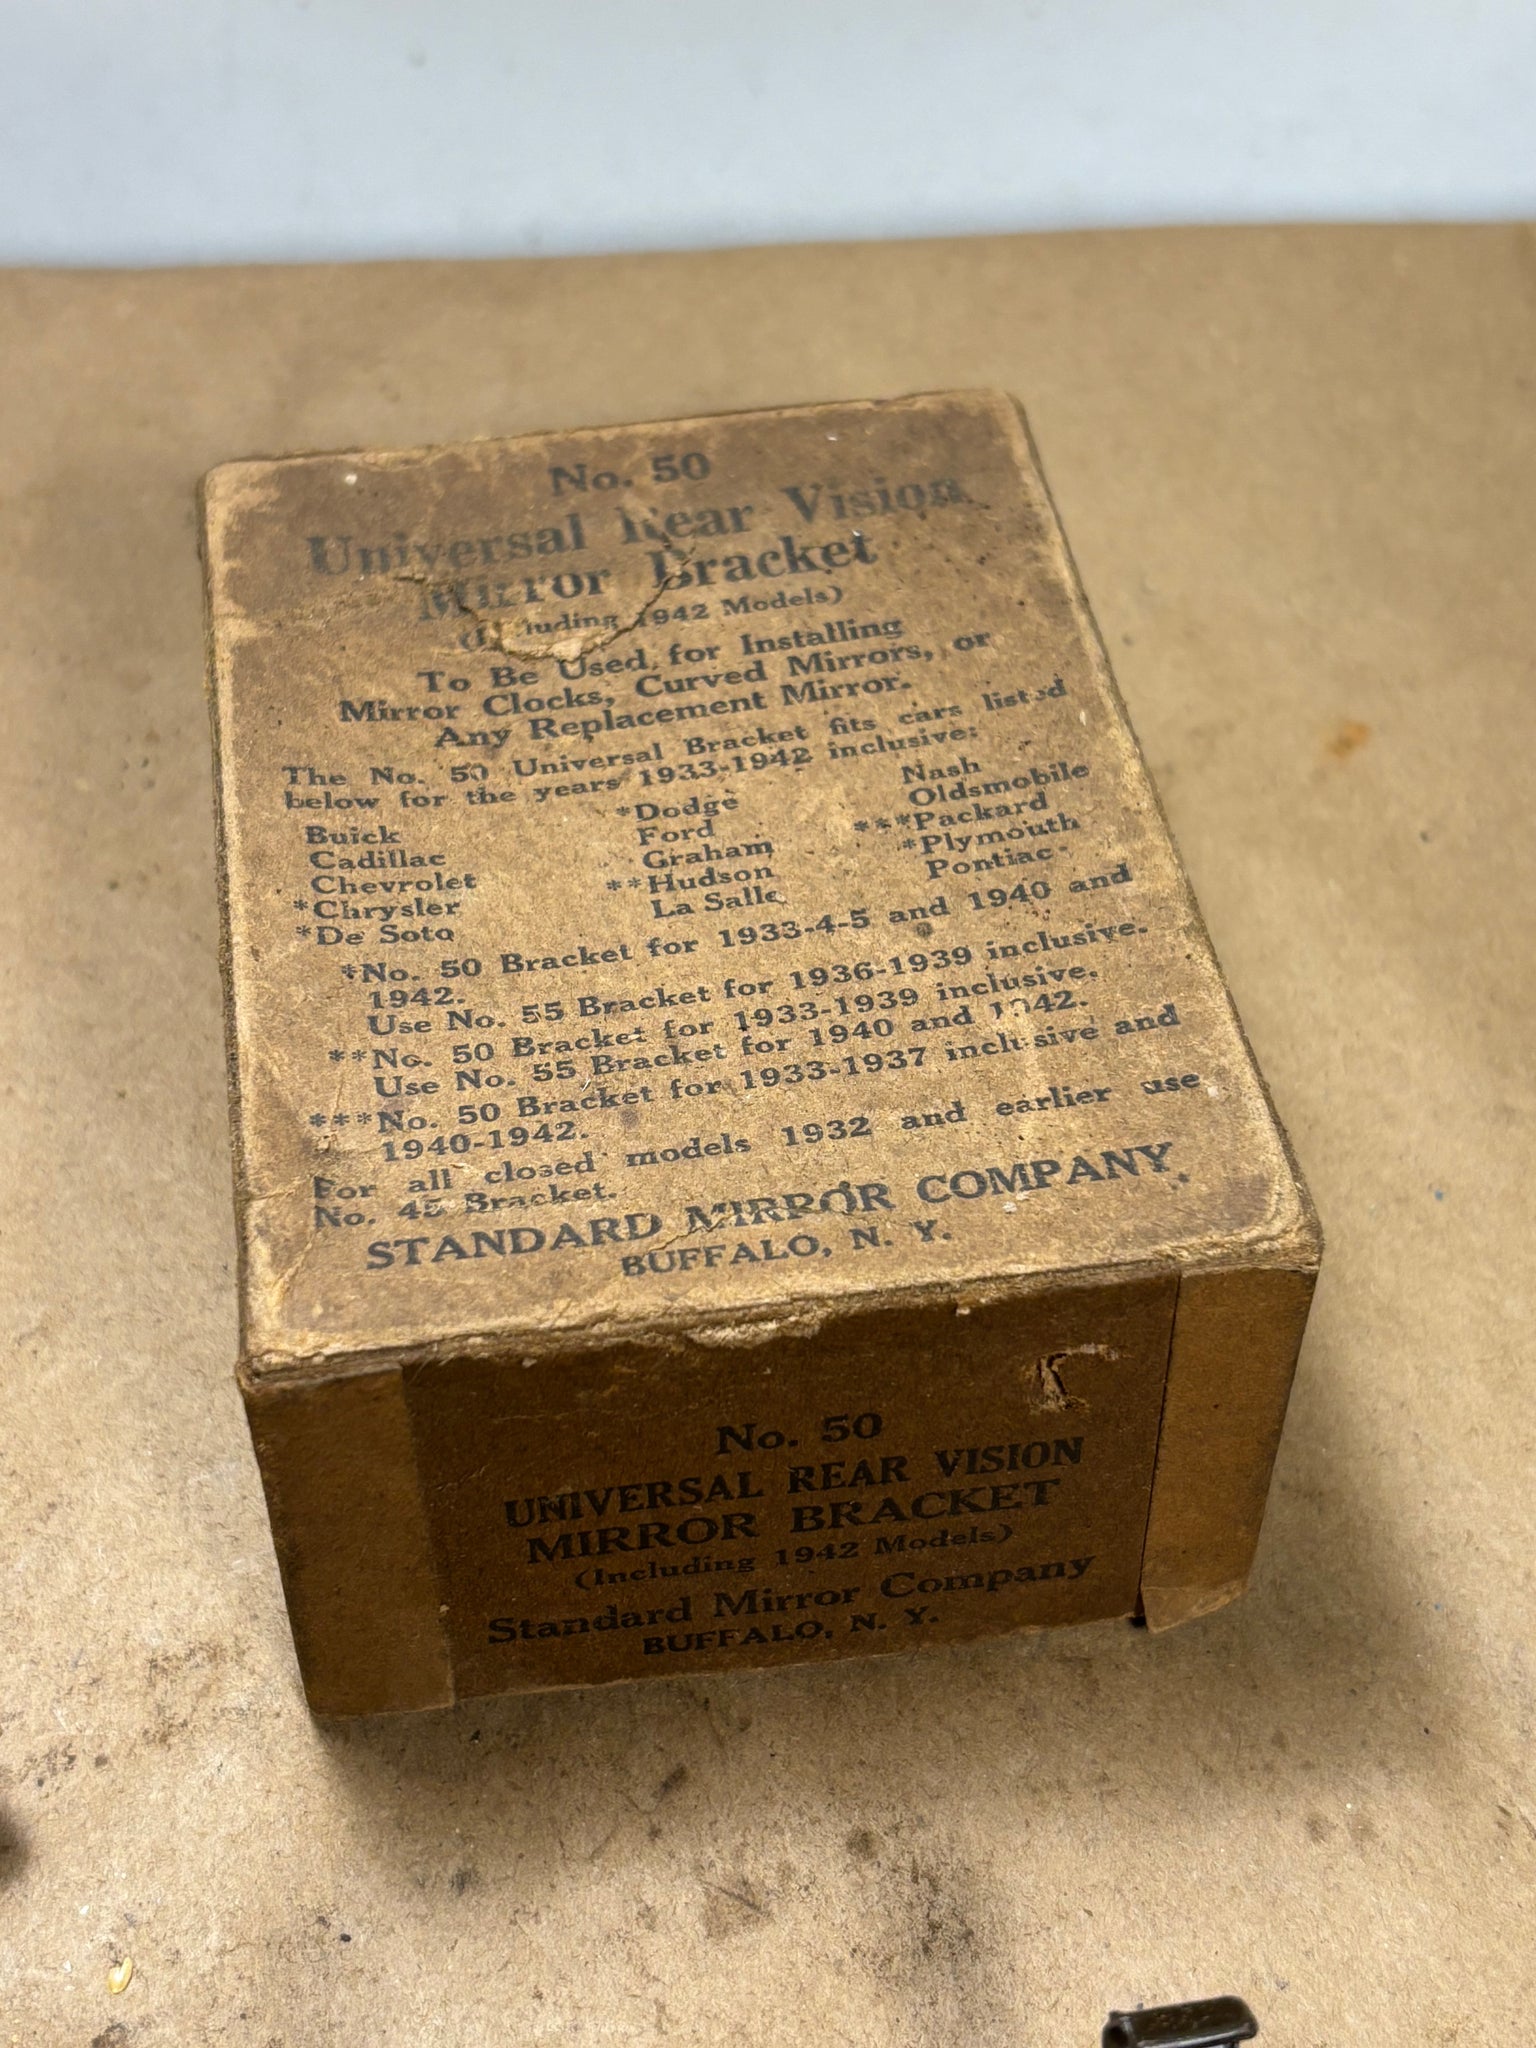 No. 50
Universal Rear Vision
Mirror Bracket
(Including 1942 Models)
To Be Used for Installing
Mirror Clocks, Curved Mirrors, or
Any Replacement Mirror.
The No. 50 Universal Bracket fits cars listed
below for the years 1933-1942 inclusive:
Buick
Cadillac
Chevrolet
*Chrysler
*De Soto
*Dodge
Ford
Graham
**Hudson
La Salle
Nash
Oldsmobile
***Packard
*Plymouth
Pontiac
*No. 50 Bracket for 1933-4-5 and 1940 and
1942.
Use No. 55 Bracket for 1936-1939 inclusive.
**No. 50 Bracket for 1933-1939 inclusive.
Use No. 55 Bracket for 1940 and 1942.
***No. 50 Bracket for 1933-1937 inclusive and
1940-1942.
For all closed models 1932 and earlier use
No. 45 Bracket.
STANDARD MIRROR COMPANY
BUFFALO, N. Y.
No. 50
UNIVERSAL REAR VISION
MIRROR BRACKET
(Including 1942 Models)
Standard Mirror Company
BUFFALO, N. Y.